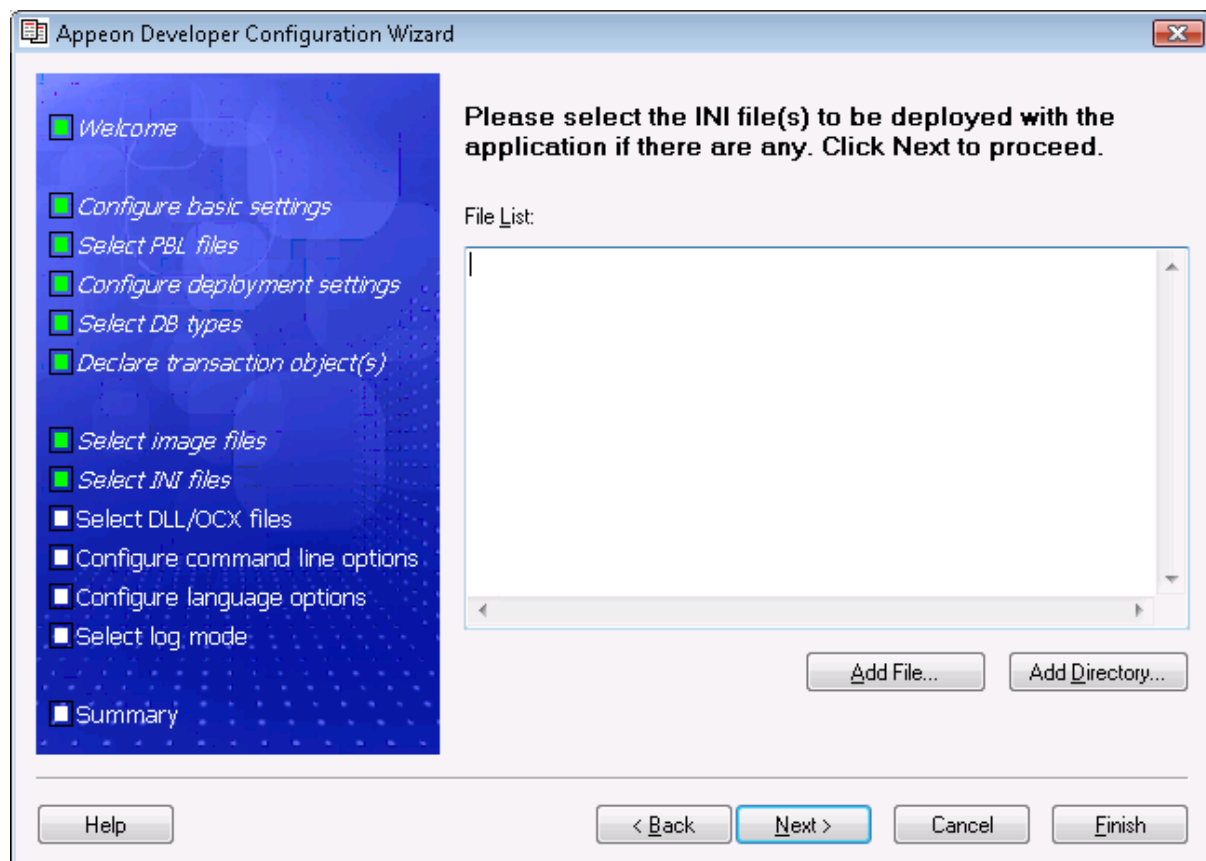 Appeon Developer Configuration Wizard
Welcome
Configure basic settings
Select PBL files
Configure deployment settings
Select DB types
Declare transaction object(s)
Select image files
Select INI files
Select DLL/OCX files
Configure command line options
Configure language options
Select log mode
Summary
Please select the INI file(s) to be deployed with the
application if there are any. Click Next to proceed.
File List:
Add File...
Add Directory...
Help
< Back
Next >
Cancel
Finish